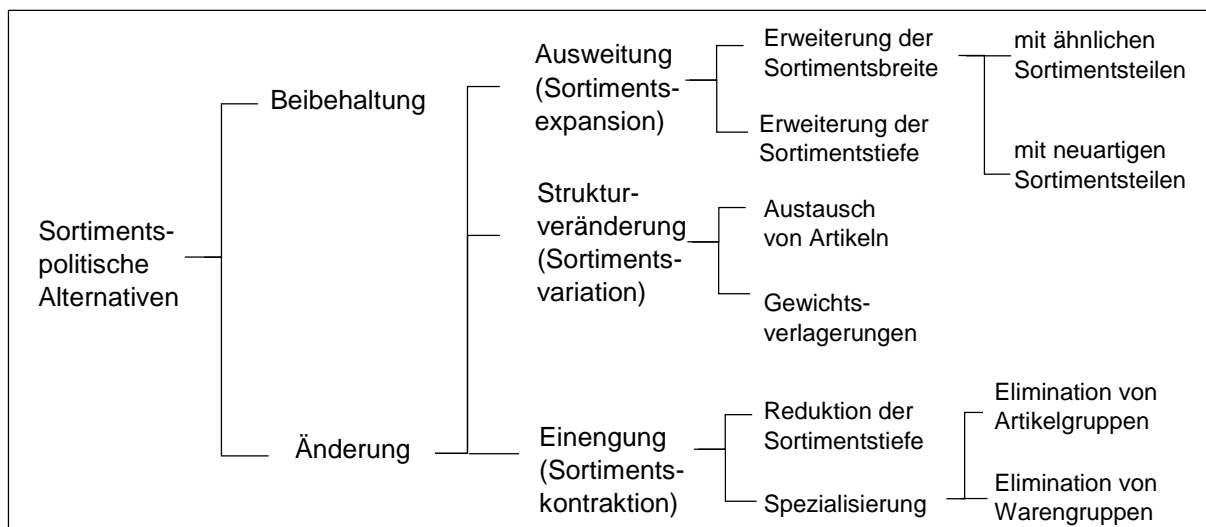 Sortiments-
politische
Alternativen
Beibehaltung
Änderung
Ausweitung
(Sortiments-
expansion)
Struktur-
veränderung
(Sortiments-
variation)
Einengung
(Sortiments-
kontraktion)
Erweiterung der
Sortimentsbreite
Erweiterung der
Sortimentstiefe
Austausch
von Artikeln
Gewichts-
verlagerungen
Reduktion der
Sortimentstiefe
Spezialisierung
mit ähnlichen
Sortimentsteilen
mit neuartigen
Sortimentsteilen
Elimination von
Artikelgruppen
Elimination von
Warengruppen